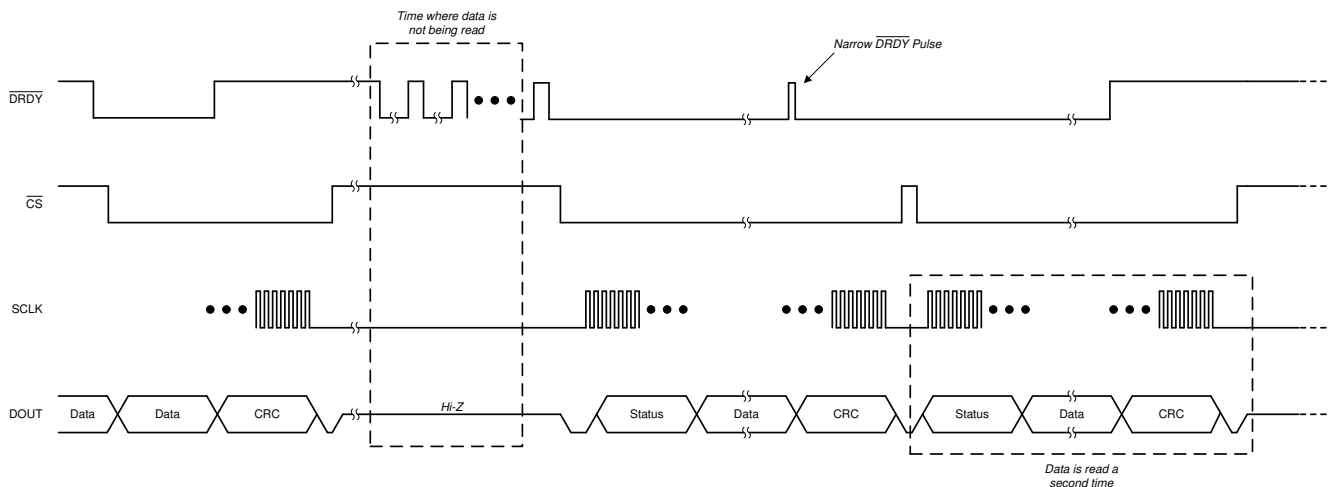 Time where data is
not being read
Narrow DRDY Pulse
DRDY
CS
SCLK
DOUT
Data
Data
CRC
Hi-Z
Status
Data
CRC
Status
Data
CRC
Data is read a
second time